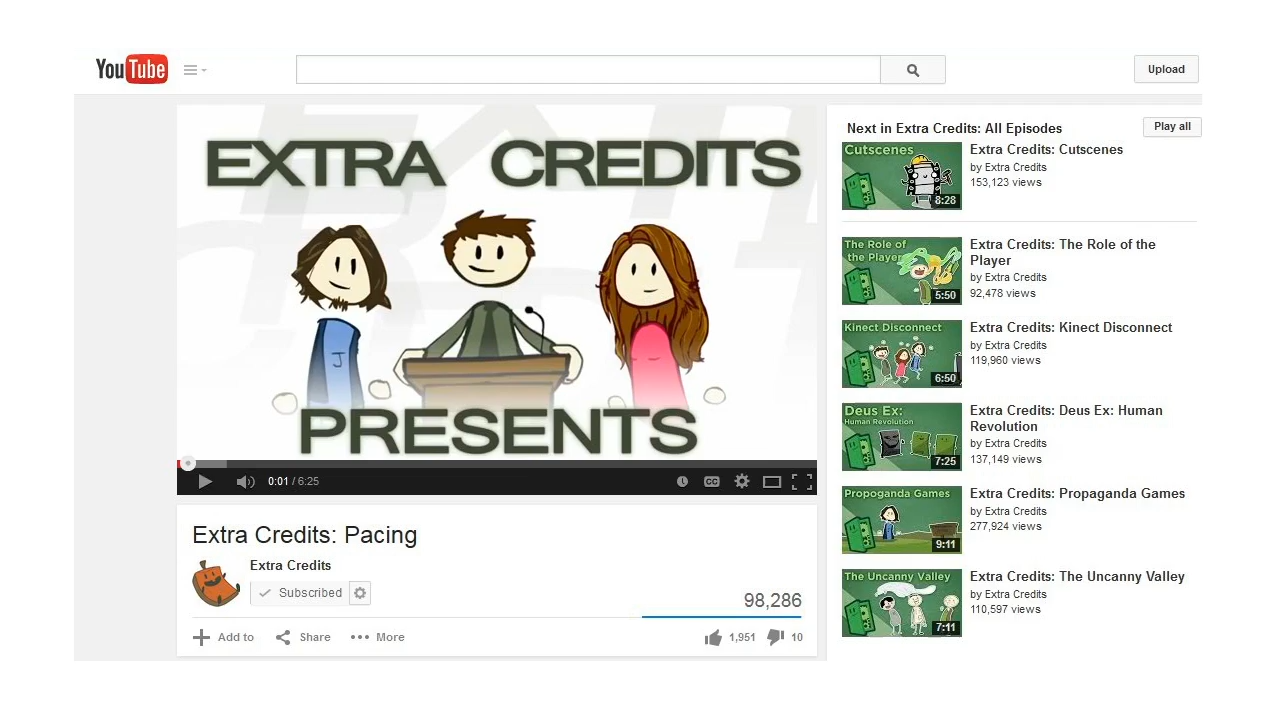 YouTube
Upload
EXTRA CREDITS
PRESENTS
0:01 / 6:25
CC
Extra Credits: Pacing
Extra Credits
Subscribed
98,286
Add to
Share
More
1,951
10
Next in Extra Credits: All Episodes
Play all
Cutscenes
8:28
Extra Credits: Cutscenes
by Extra Credits
153,123 views
The Role of
the Player
5:50
Extra Credits: The Role of the
Player
by Extra Credits
92,478 views
Kinect Disconnect
6:50
Extra Credits: Kinect Disconnect
by Extra Credits
119,960 views
Deus Ex:
Human Revolution
7:25
Extra Credits: Deus Ex: Human
Revolution
by Extra Credits
137,149 views
Propoganda Games
9:11
Extra Credits: Propaganda Games
by Extra Credits
277,924 views
The Uncanny Valley
7:11
Extra Credits: The Uncanny Valley
by Extra Credits
110,597 views